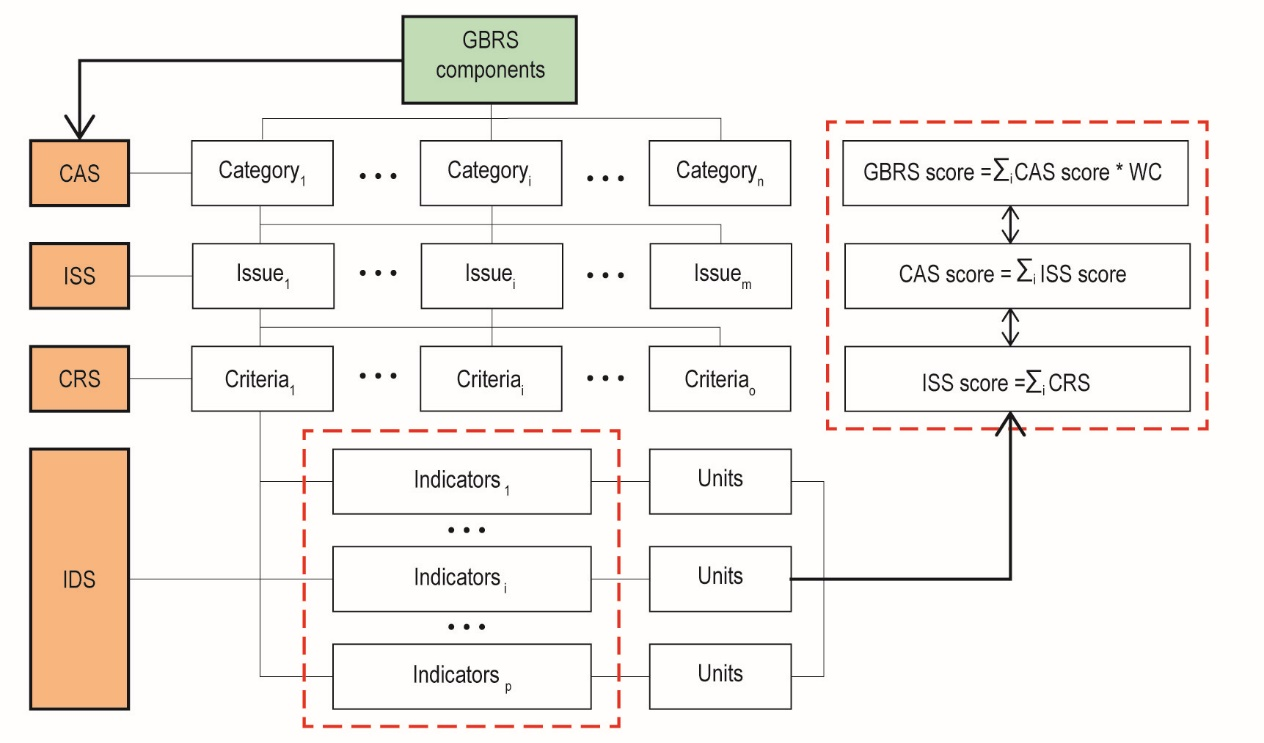 GBRS
components
CAS
Category1
• • •
Categoryi
• • •
Categoryn
GBRS score =∑iCAS score * WC
ISS
Issue1
• • •
Issuei
• • •
Issuem
CAS score = ∑i ISS score
CRS
Criteria1
• • •
Criteriai
• • •
Criteriao
ISS score =∑i CRS
IDS
Indicators 1
Units
• • •
Indicators i
Units
• • •
Indicators p
Units